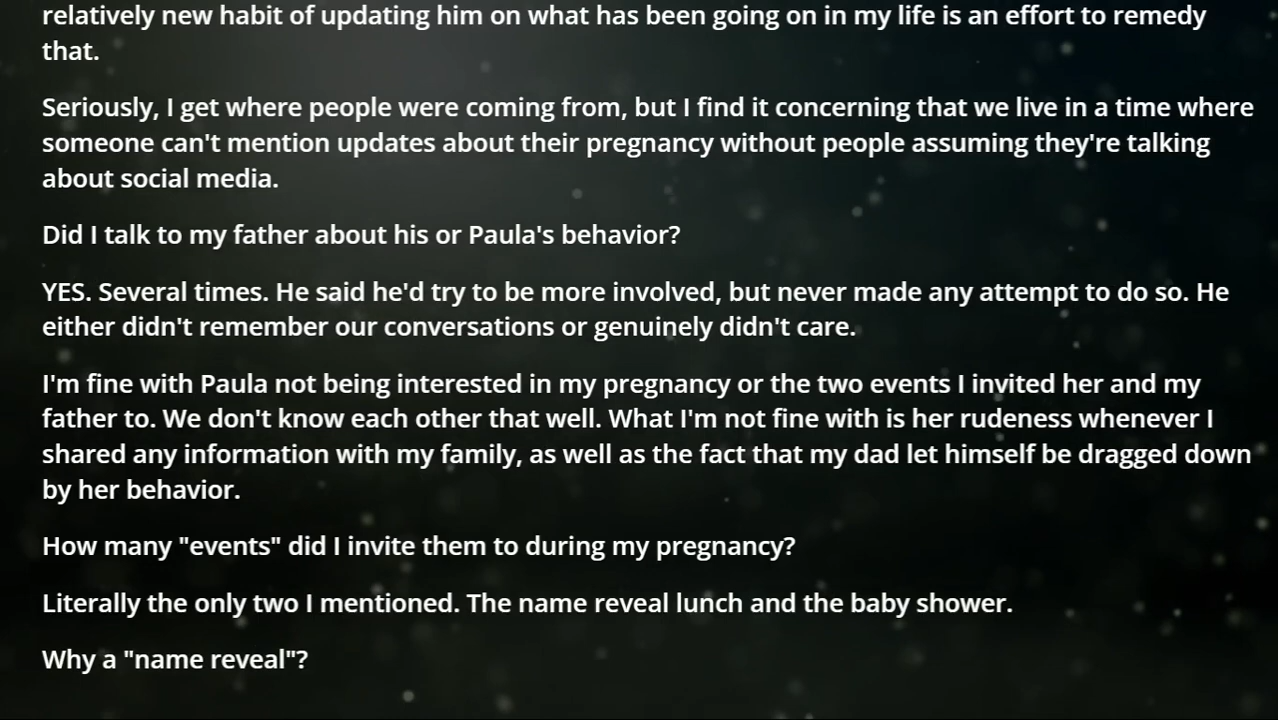 relatively new habit of updating him on what has been going on in my life is an effort to remedy
that.
Seriously, I get where people were coming from, but I find it concerning that we live in a time where
someone can't mention updates about their pregnancy without people assuming they're talking
about social media.
Did I talk to my father about his or Paula's behavior?
YES. Several times. He said he'd try to be more involved, but never made any attempt to do so. He
either didn't remember our conversations or genuinely didn't care.
I'm fine with Paula not being interested in my pregnancy or the two events I invited her and my
father to. We don't know each other that well. What I'm not fine with is her rudeness whenever I
shared any information with my family, as well as the fact that my dad let himself be dragged down
by her behavior.
How many "events" did I invite them to during my pregnancy?
Literally the only two I mentioned. The name reveal lunch and the baby shower.
Why a "name reveal"?